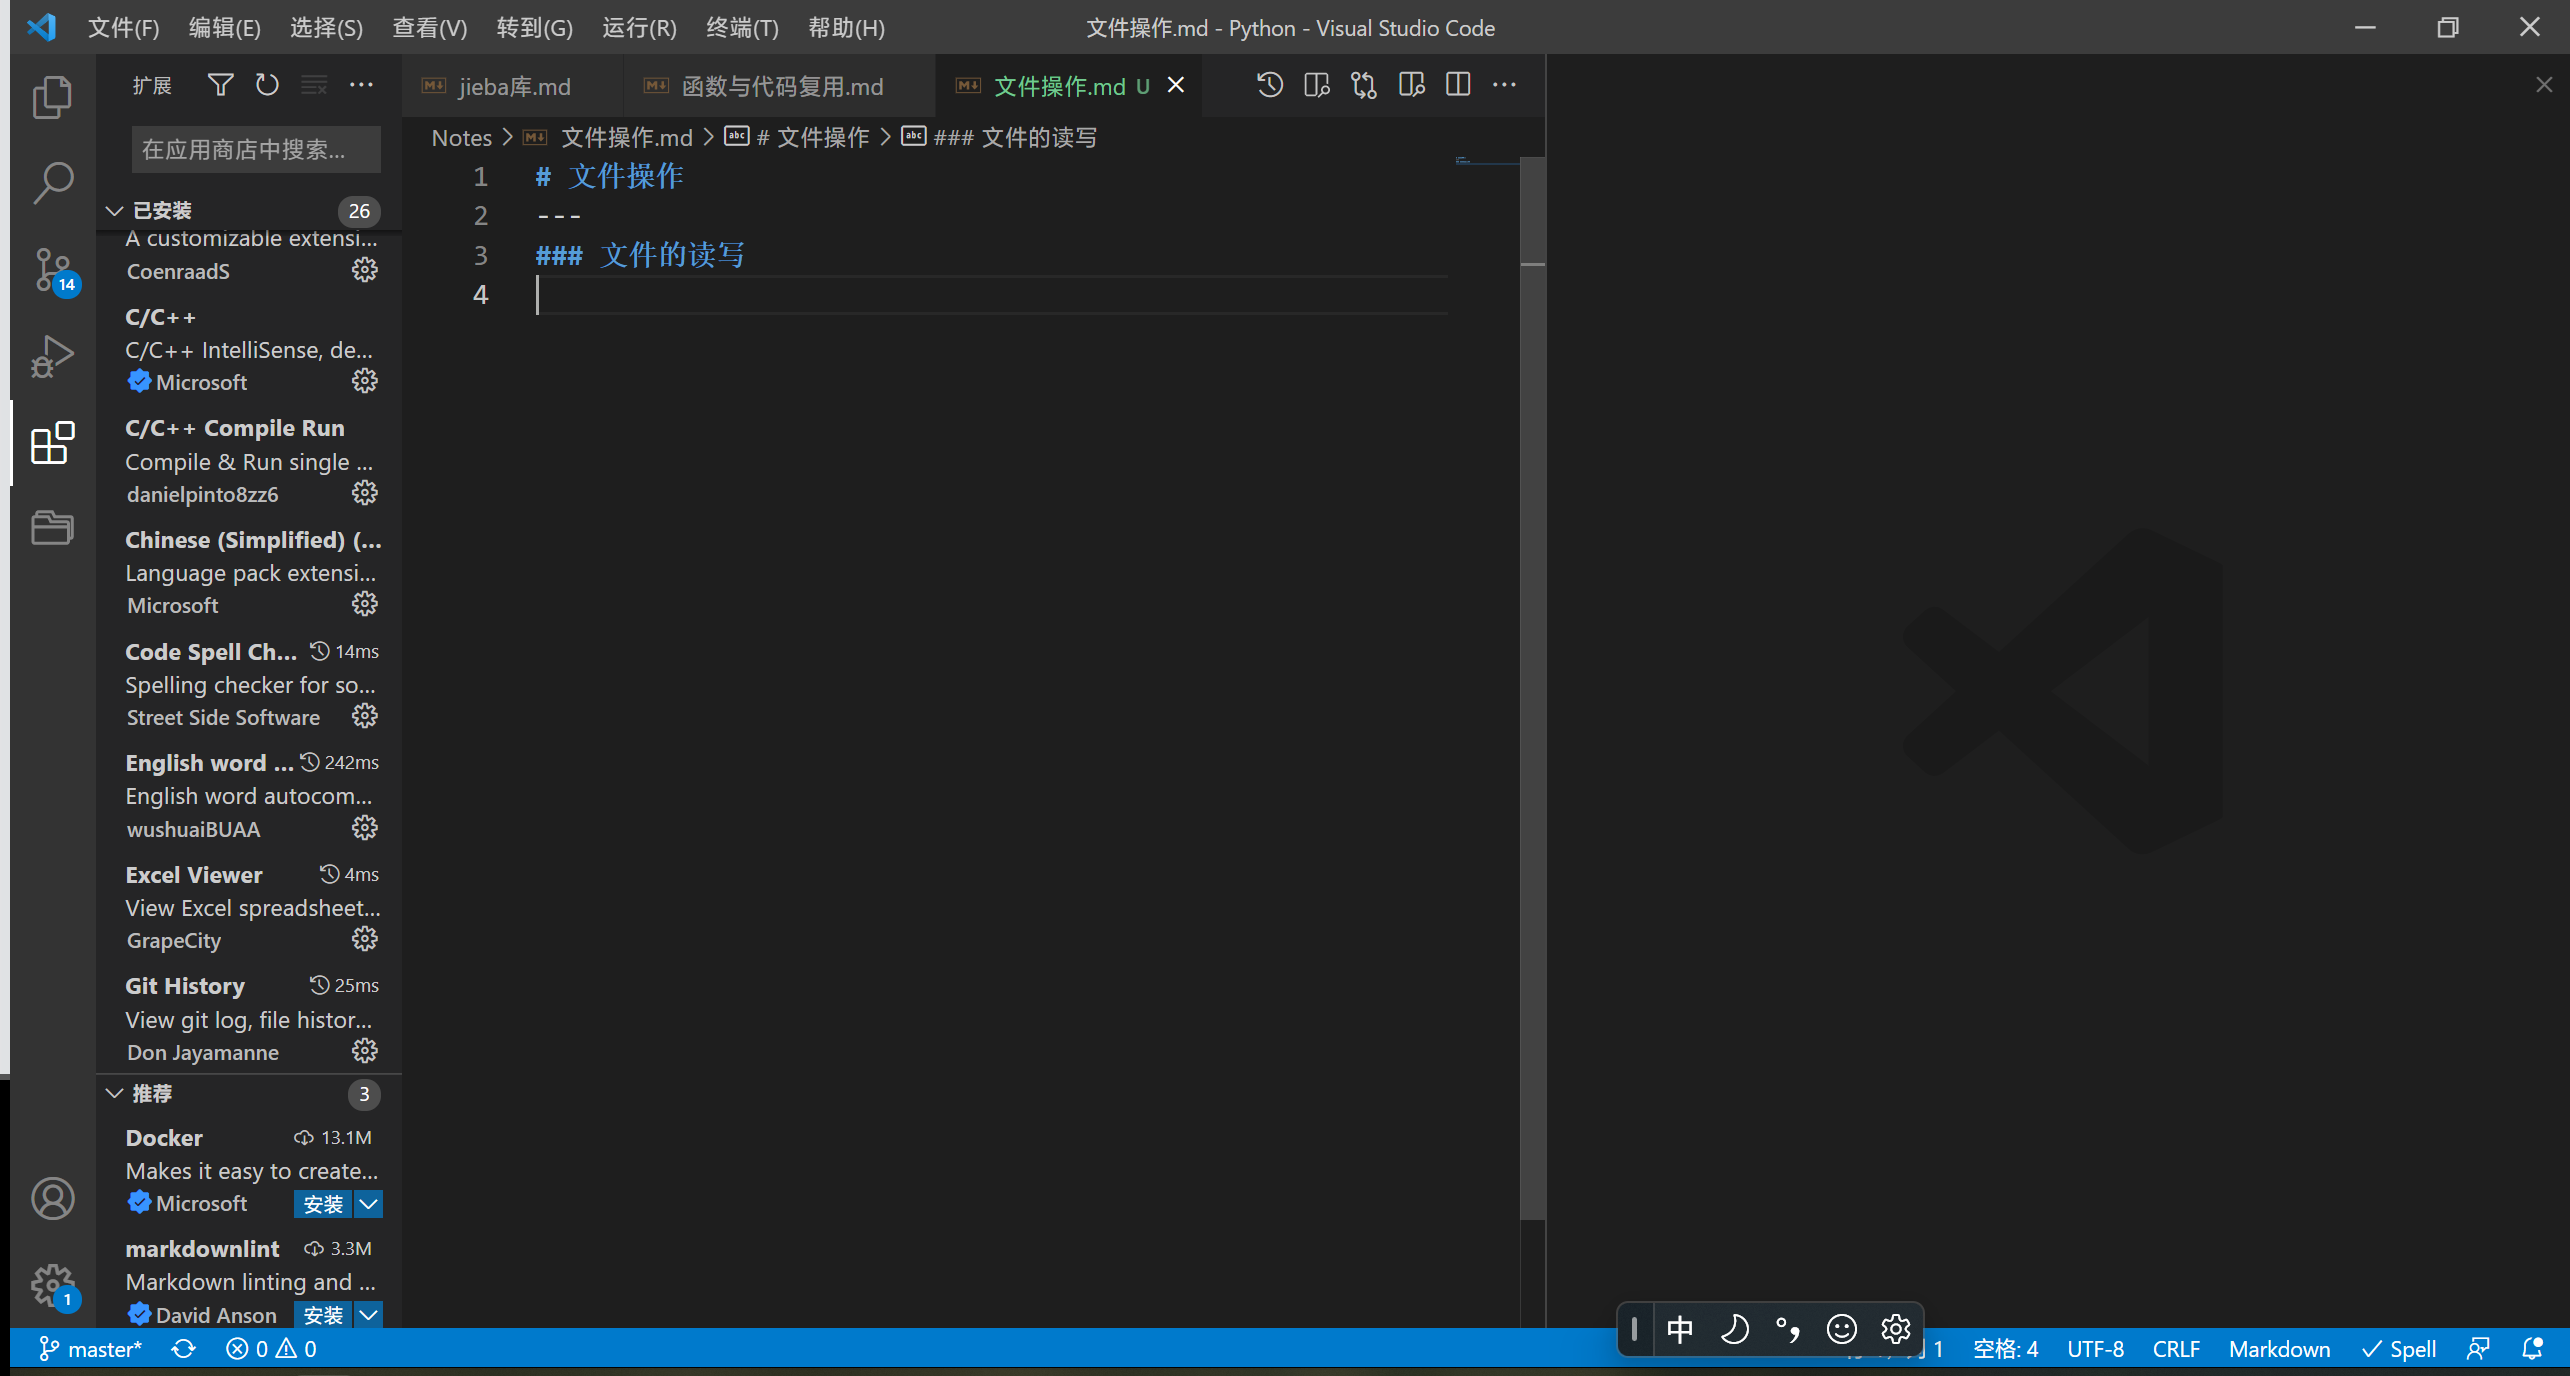 文件(F) 编辑(E) 选择(S) 查看(V) 转到(G) 运行(R) 终端(T) 帮助(H) 文件操作.md - Python - Visual Studio Code
扩展
在应用商店中搜索...
已安装 26
A customizable extensi...
CoenraadS
C/C++
C/C++ IntelliSense, de...
Microsoft
C/C++ Compile Run
Compile & Run single ...
danielpinto8zz6
Chinese (Simplified) (...
Language pack extensi...
Microsoft
Code Spell Ch... 14ms
Spelling checker for so...
Street Side Software
English word ... 242ms
English word autocom...
wushuaiBUAA
Excel Viewer 4ms
View Excel spreadsheet...
GrapeCity
Git History 25ms
View git log, file histor...
Don Jayamanne
推荐 3
Docker 13.1M
Makes it easy to create...
Microsoft 安装
markdownlint 3.3M
Markdown linting and ...
David Anson 安装
14
1
jieba库.md 函数与代码复用.md 文件操作.md U
Notes > 文件操作.md > abc # 文件操作 > abc ### 文件的读写
1 # 文件操作
2 ---
3 ### 文件的读写
4
中
master* 0 0 1 空格: 4 UTF-8 CRLF Markdown Spell